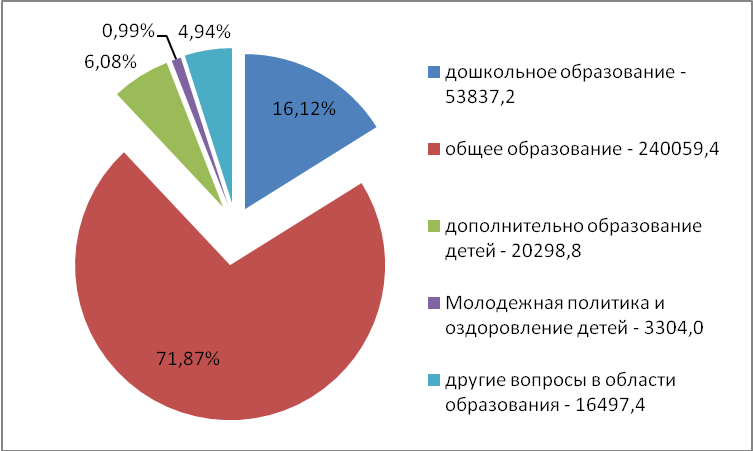 0,99%
4,94%
6,08%
16,12%
71,87%
дошкольное образование -
53837,2
общее образование - 240059,4
дополнительно образование
детей - 20298,8
Молодежная политика и
оздоровление детей - 3304,0
другие вопросы в области
образования - 16497,4